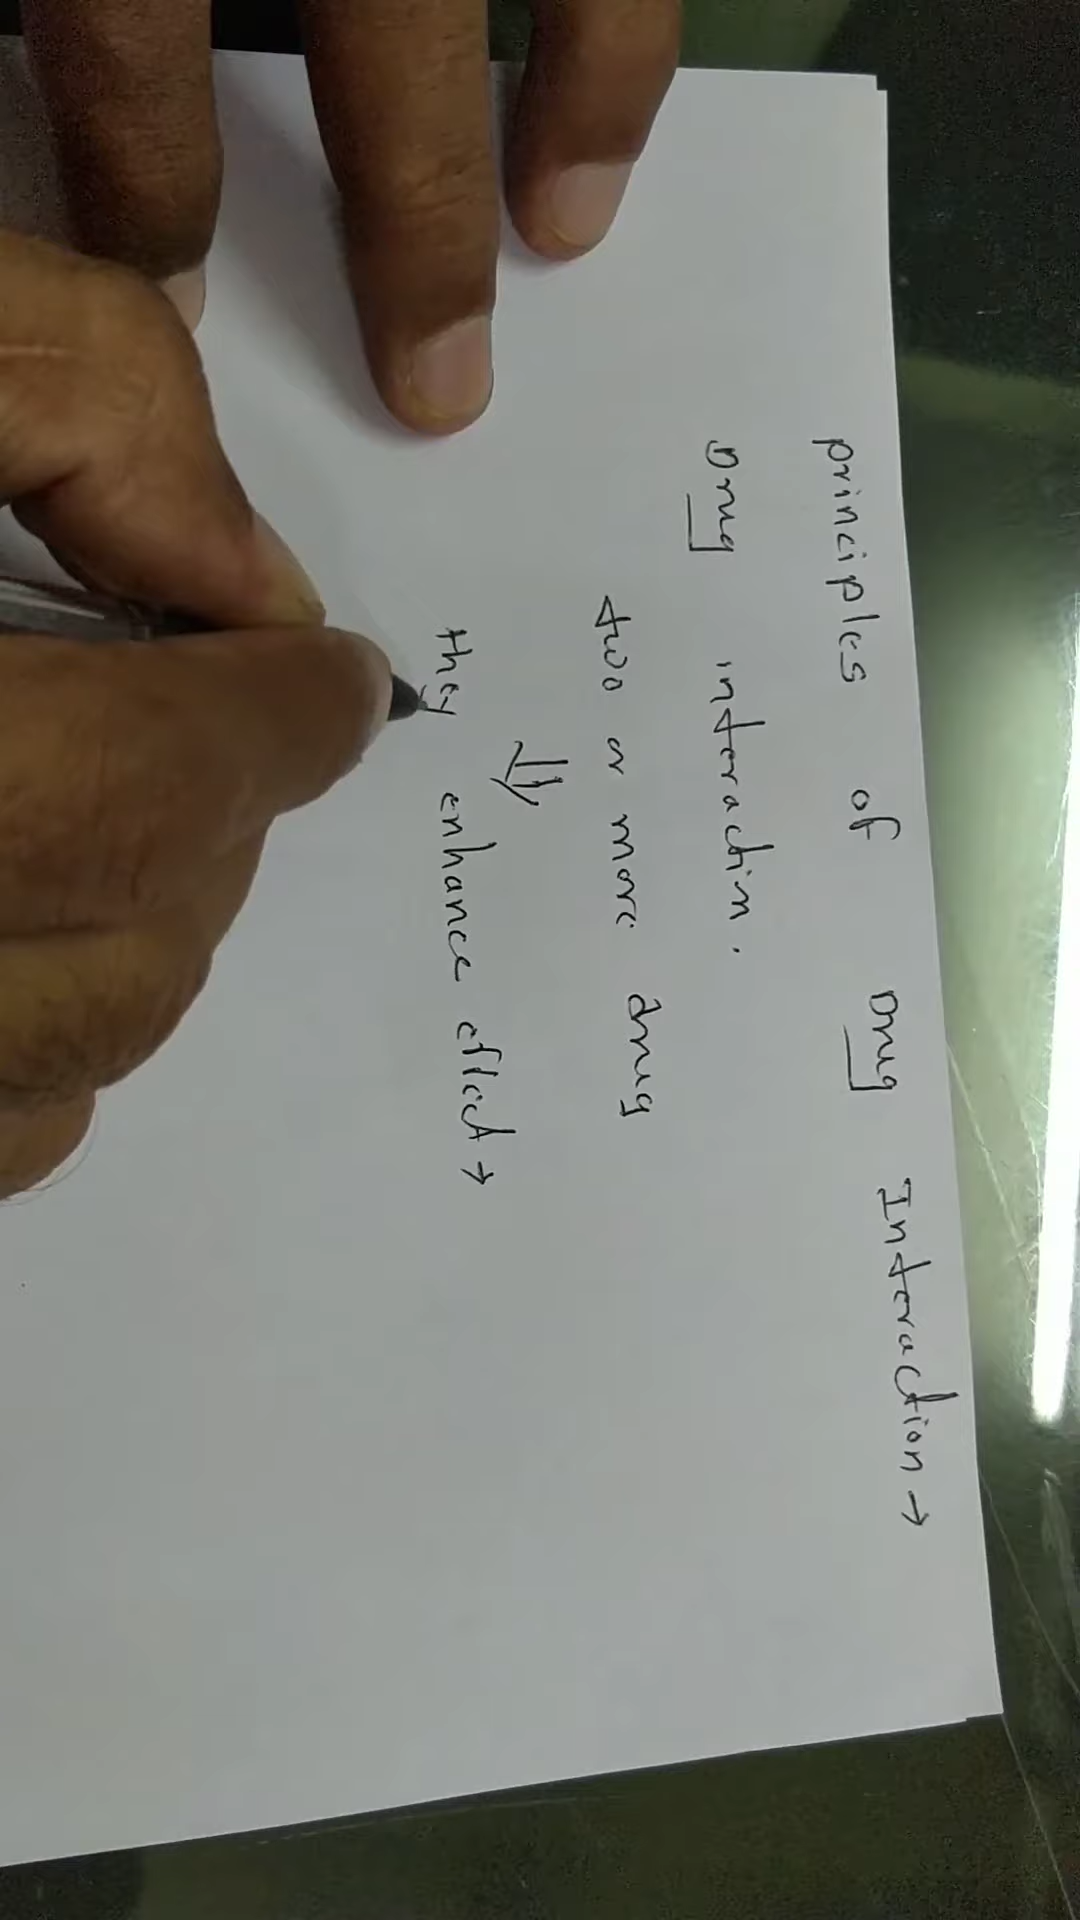 principles of Drug Interaction →
Drug interaction.
two or more drug
⇓
they enhance effect →